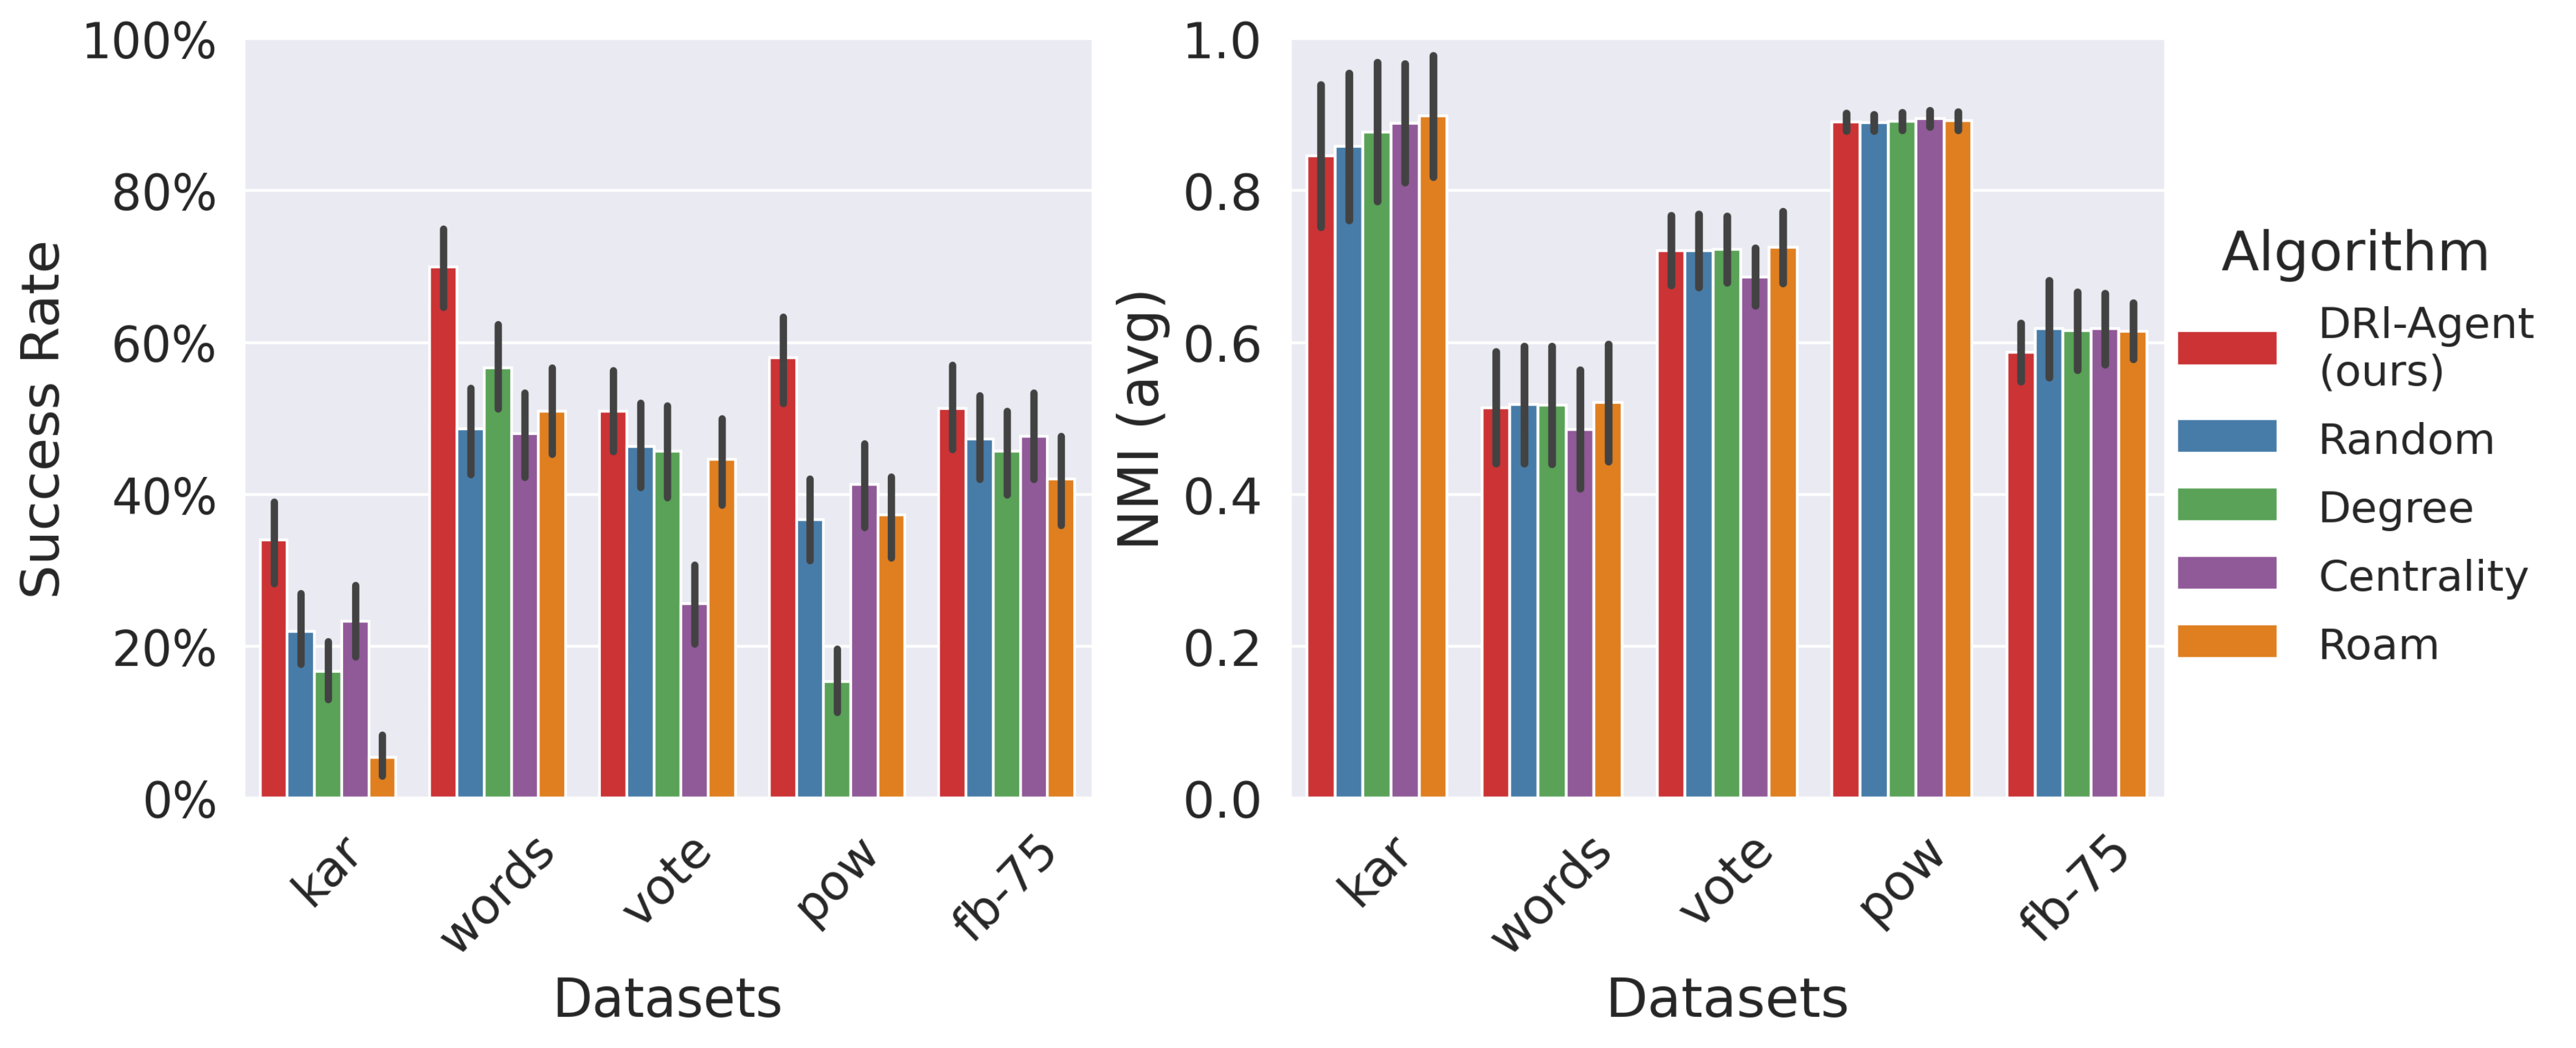 100%
80%
60%
40%
20%
0%
Success Rate
kar
words
vote
pow
fb-75
Datasets
1.0
0.8
0.6
0.4
0.2
0.0
NMI (avg)
kar
words
vote
pow
fb-75
Datasets
Algorithm
DRl-Agent
(ours)
Random
Degree
Centrality
Roam